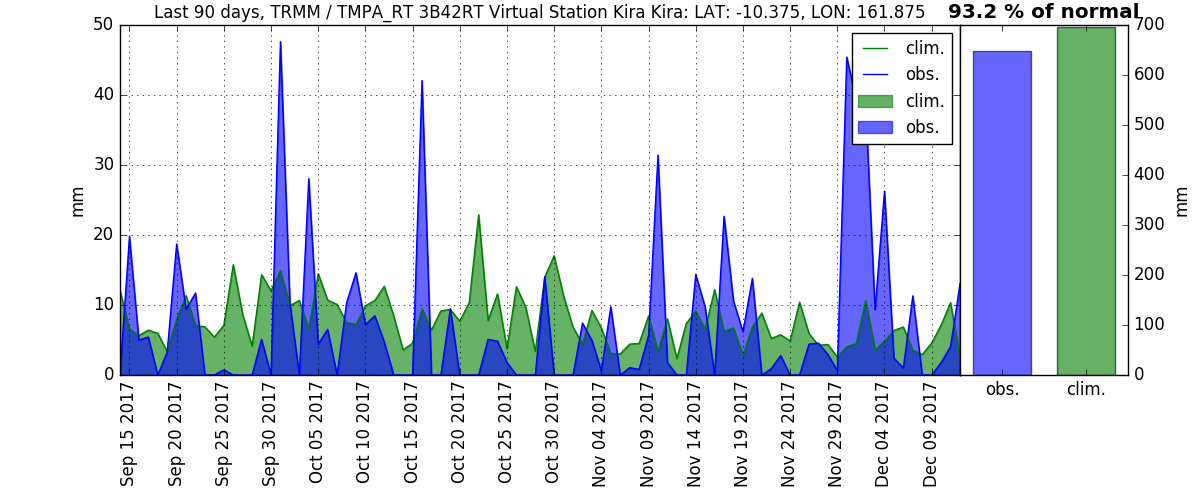 Last 90 days, TRMM / TMPA_RT 3B42RT Virtual Station Kira Kira: LAT: -10.375, LON: 161.875
93.2 % of normal
50
40
30
20
10
0
mm
clim.
obs.
clim.
obs.
700
600
500
400
300
200
100
0
mm
obs.
clim.
Sep 15 2017
Sep 20 2017
Sep 25 2017
Sep 30 2017
Oct 05 2017
Oct 10 2017
Oct 15 2017
Oct 20 2017
Oct 25 2017
Oct 30 2017
Nov 04 2017
Nov 09 2017
Nov 14 2017
Nov 19 2017
Nov 24 2017
Nov 29 2017
Dec 04 2017
Dec 09 2017